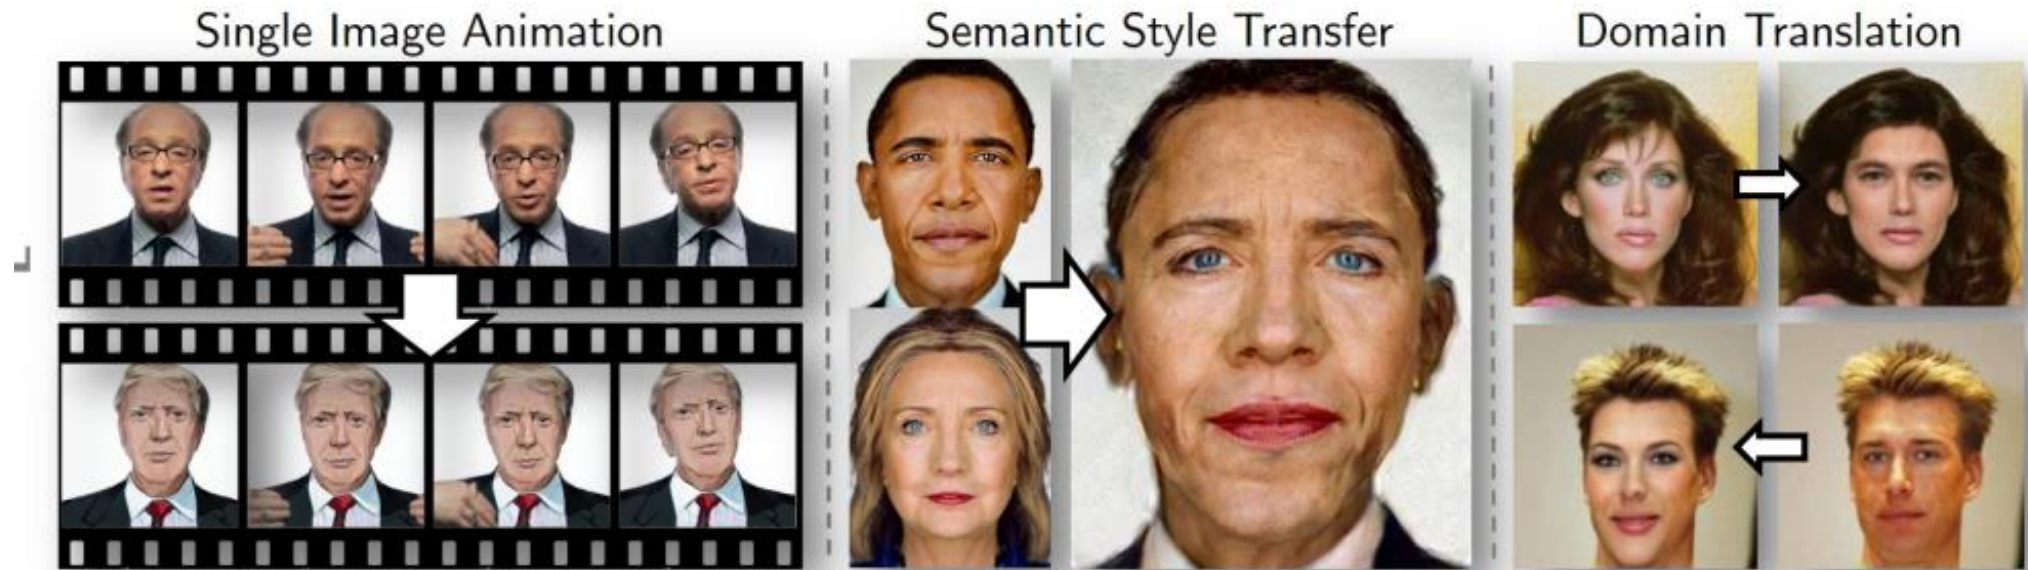 Single Image Animation
Semantic Style Transfer
Domain Translation